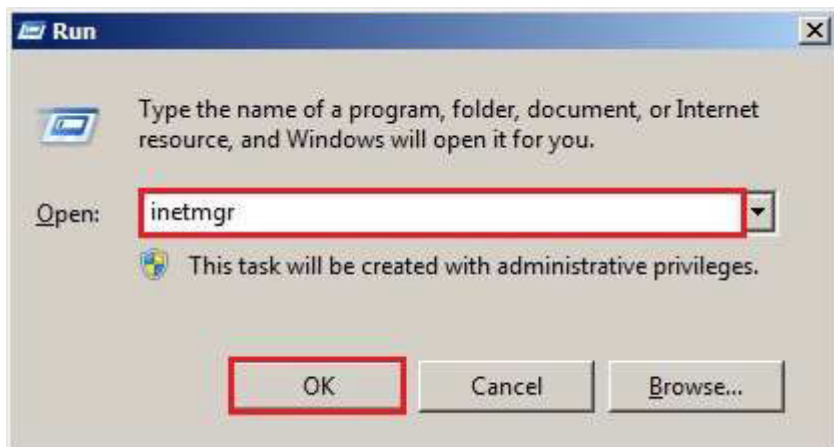 Run
Type the name of a program, folder, document, or Internet
resource, and Windows will open it for you.
Open: inetmgr
This task will be created with administrative privileges.
OK Cancel Browse...